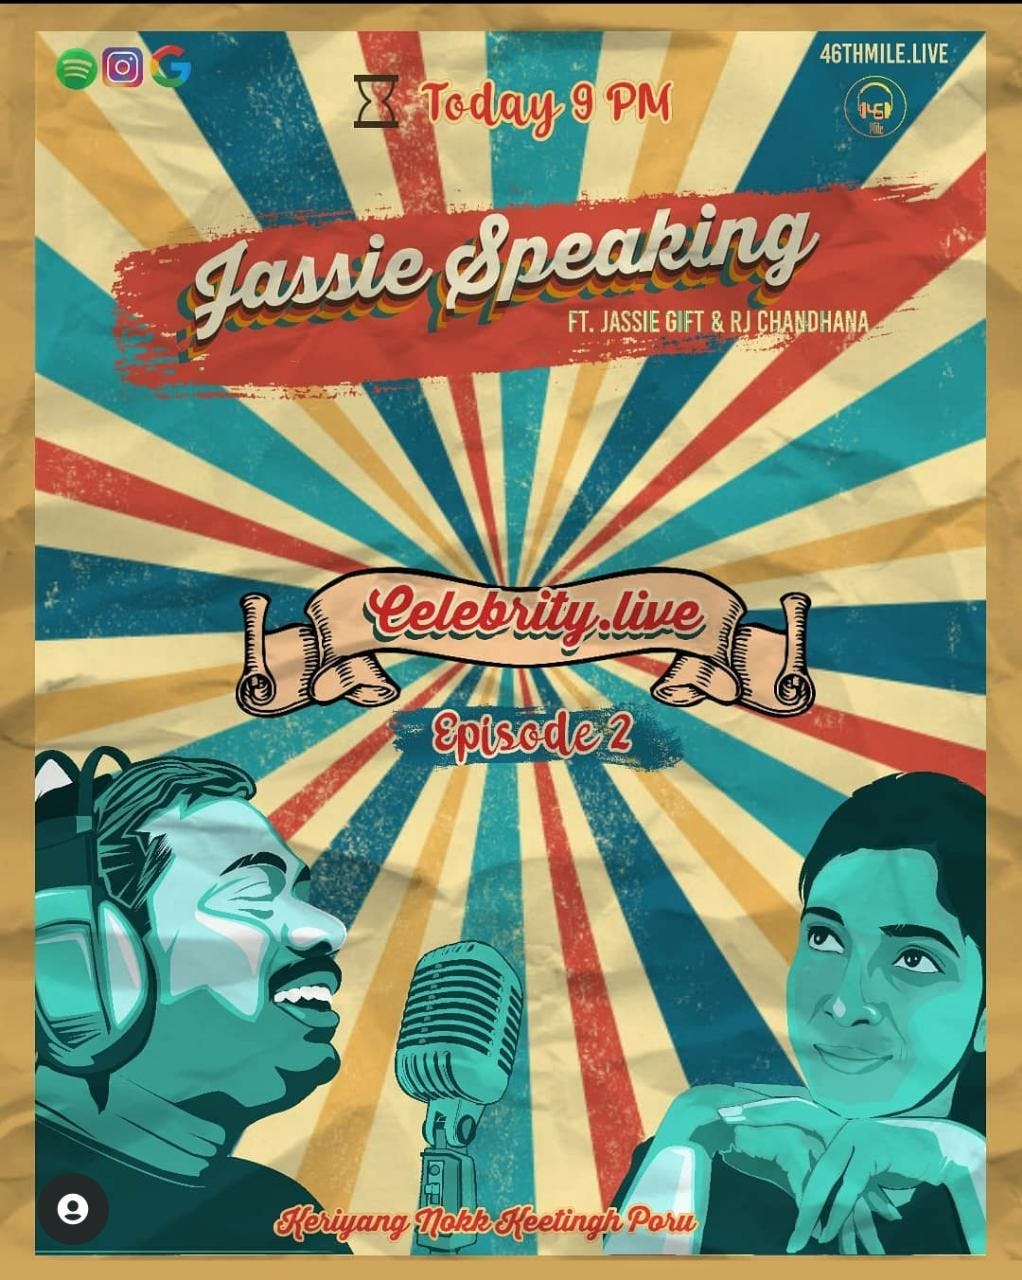 46THMILE.LIVE
Today 9 PM
Jassie Speaking
FT. JASSIE GIFT & RJ CHANDHANA
Celebrity.live
Episode 2
Keriyang Nokk Keetingh Poru